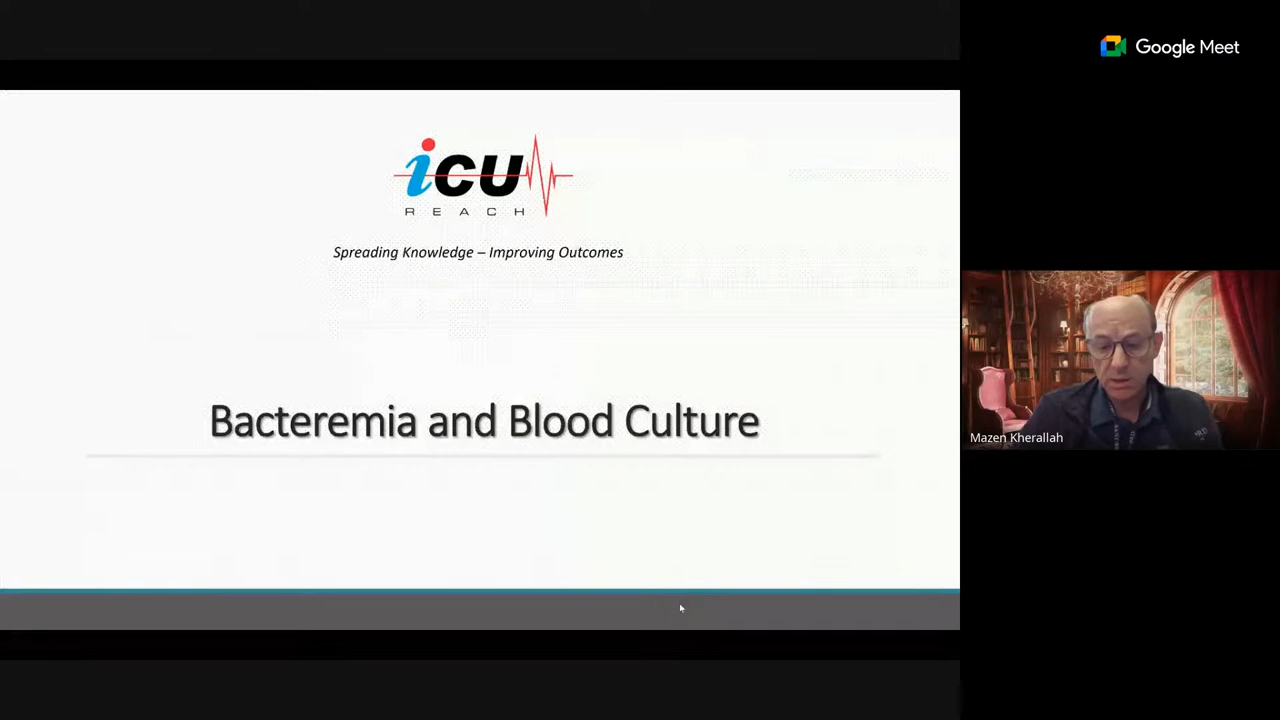 Google Meet
icu
REACH
Spreading Knowledge – Improving Outcomes
Bacteremia and Blood Culture
Mazen Kherallah